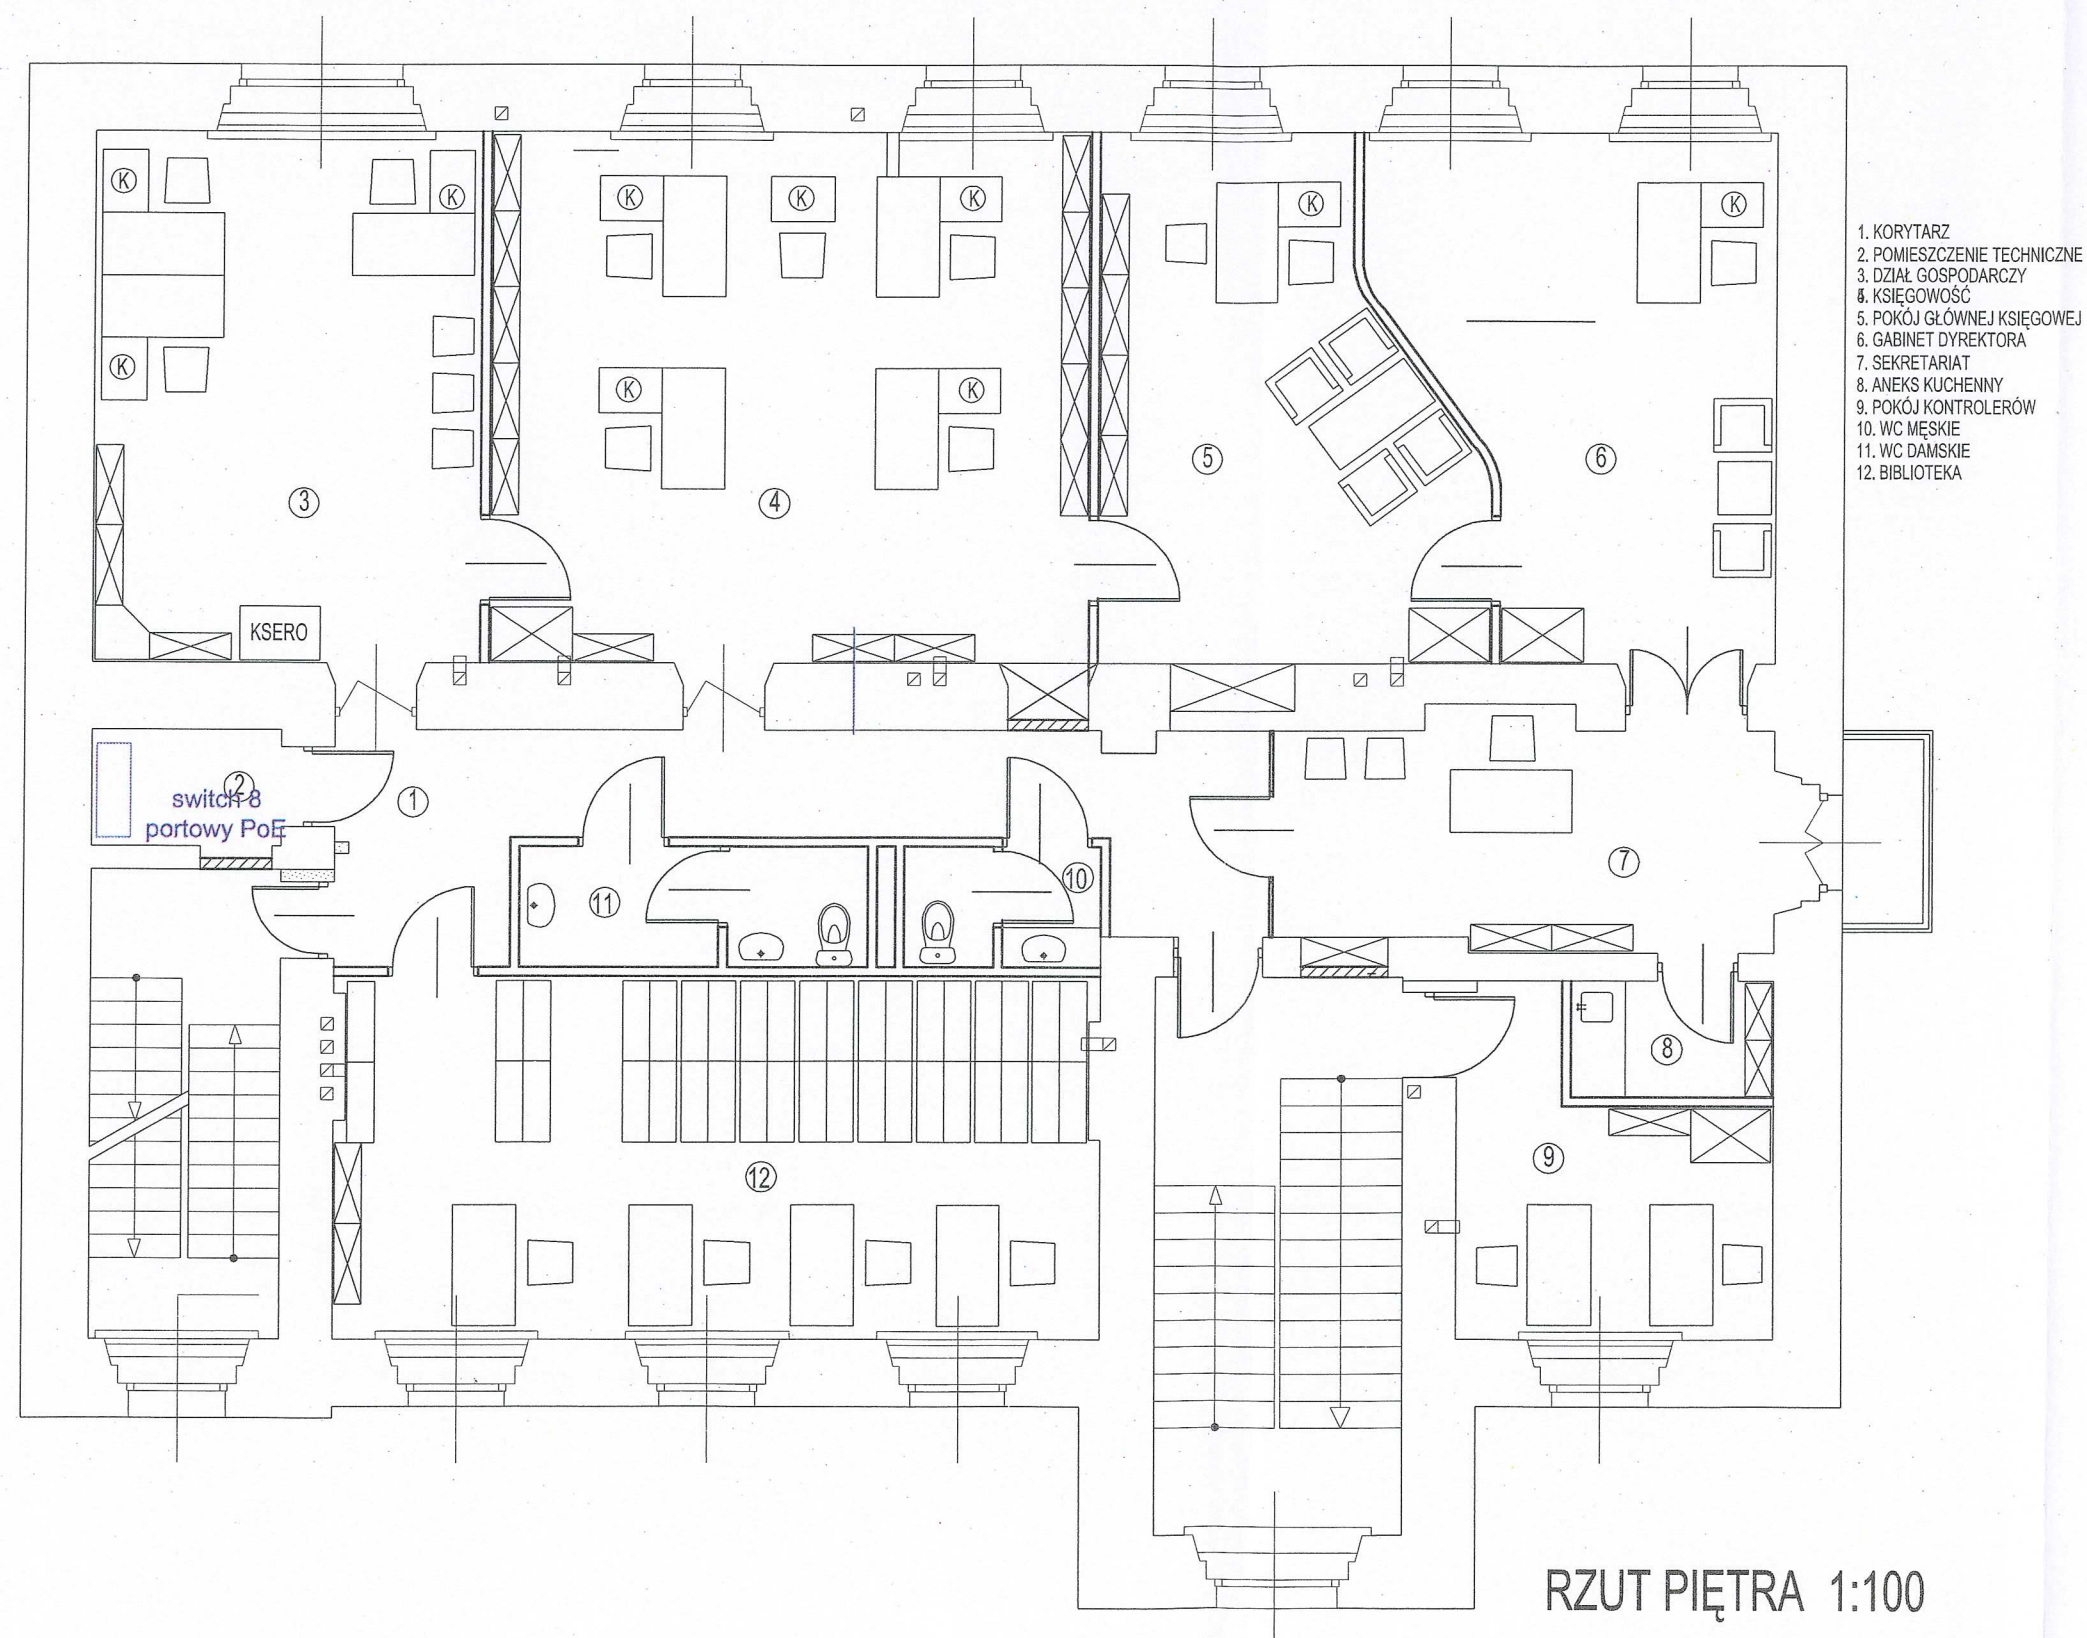 K
K
K
K
K
K
K
K
K
K
1. KORYTARZ
2. POMIESZCZENIE TECHNICZNE
3. DZIAŁ GOSPODARCZY
4. KSIĘGOWOŚĆ
5. POKÓJ GŁÓWNEJ KSIĘGOWEJ
6. GABINET DYREKTORA
7. SEKRETARIAT
8. ANEKS KUCHENNY
9. POKÓJ KONTROLERÓW
10. WC MĘSKIE
11. WC DAMSKIE
12. BIBLIOTEKA
3
4
5
6
KSERO
2
switch 8
portowy PoE
1
11
10
7
8
12
9
RZUT PIĘTRA 1:100